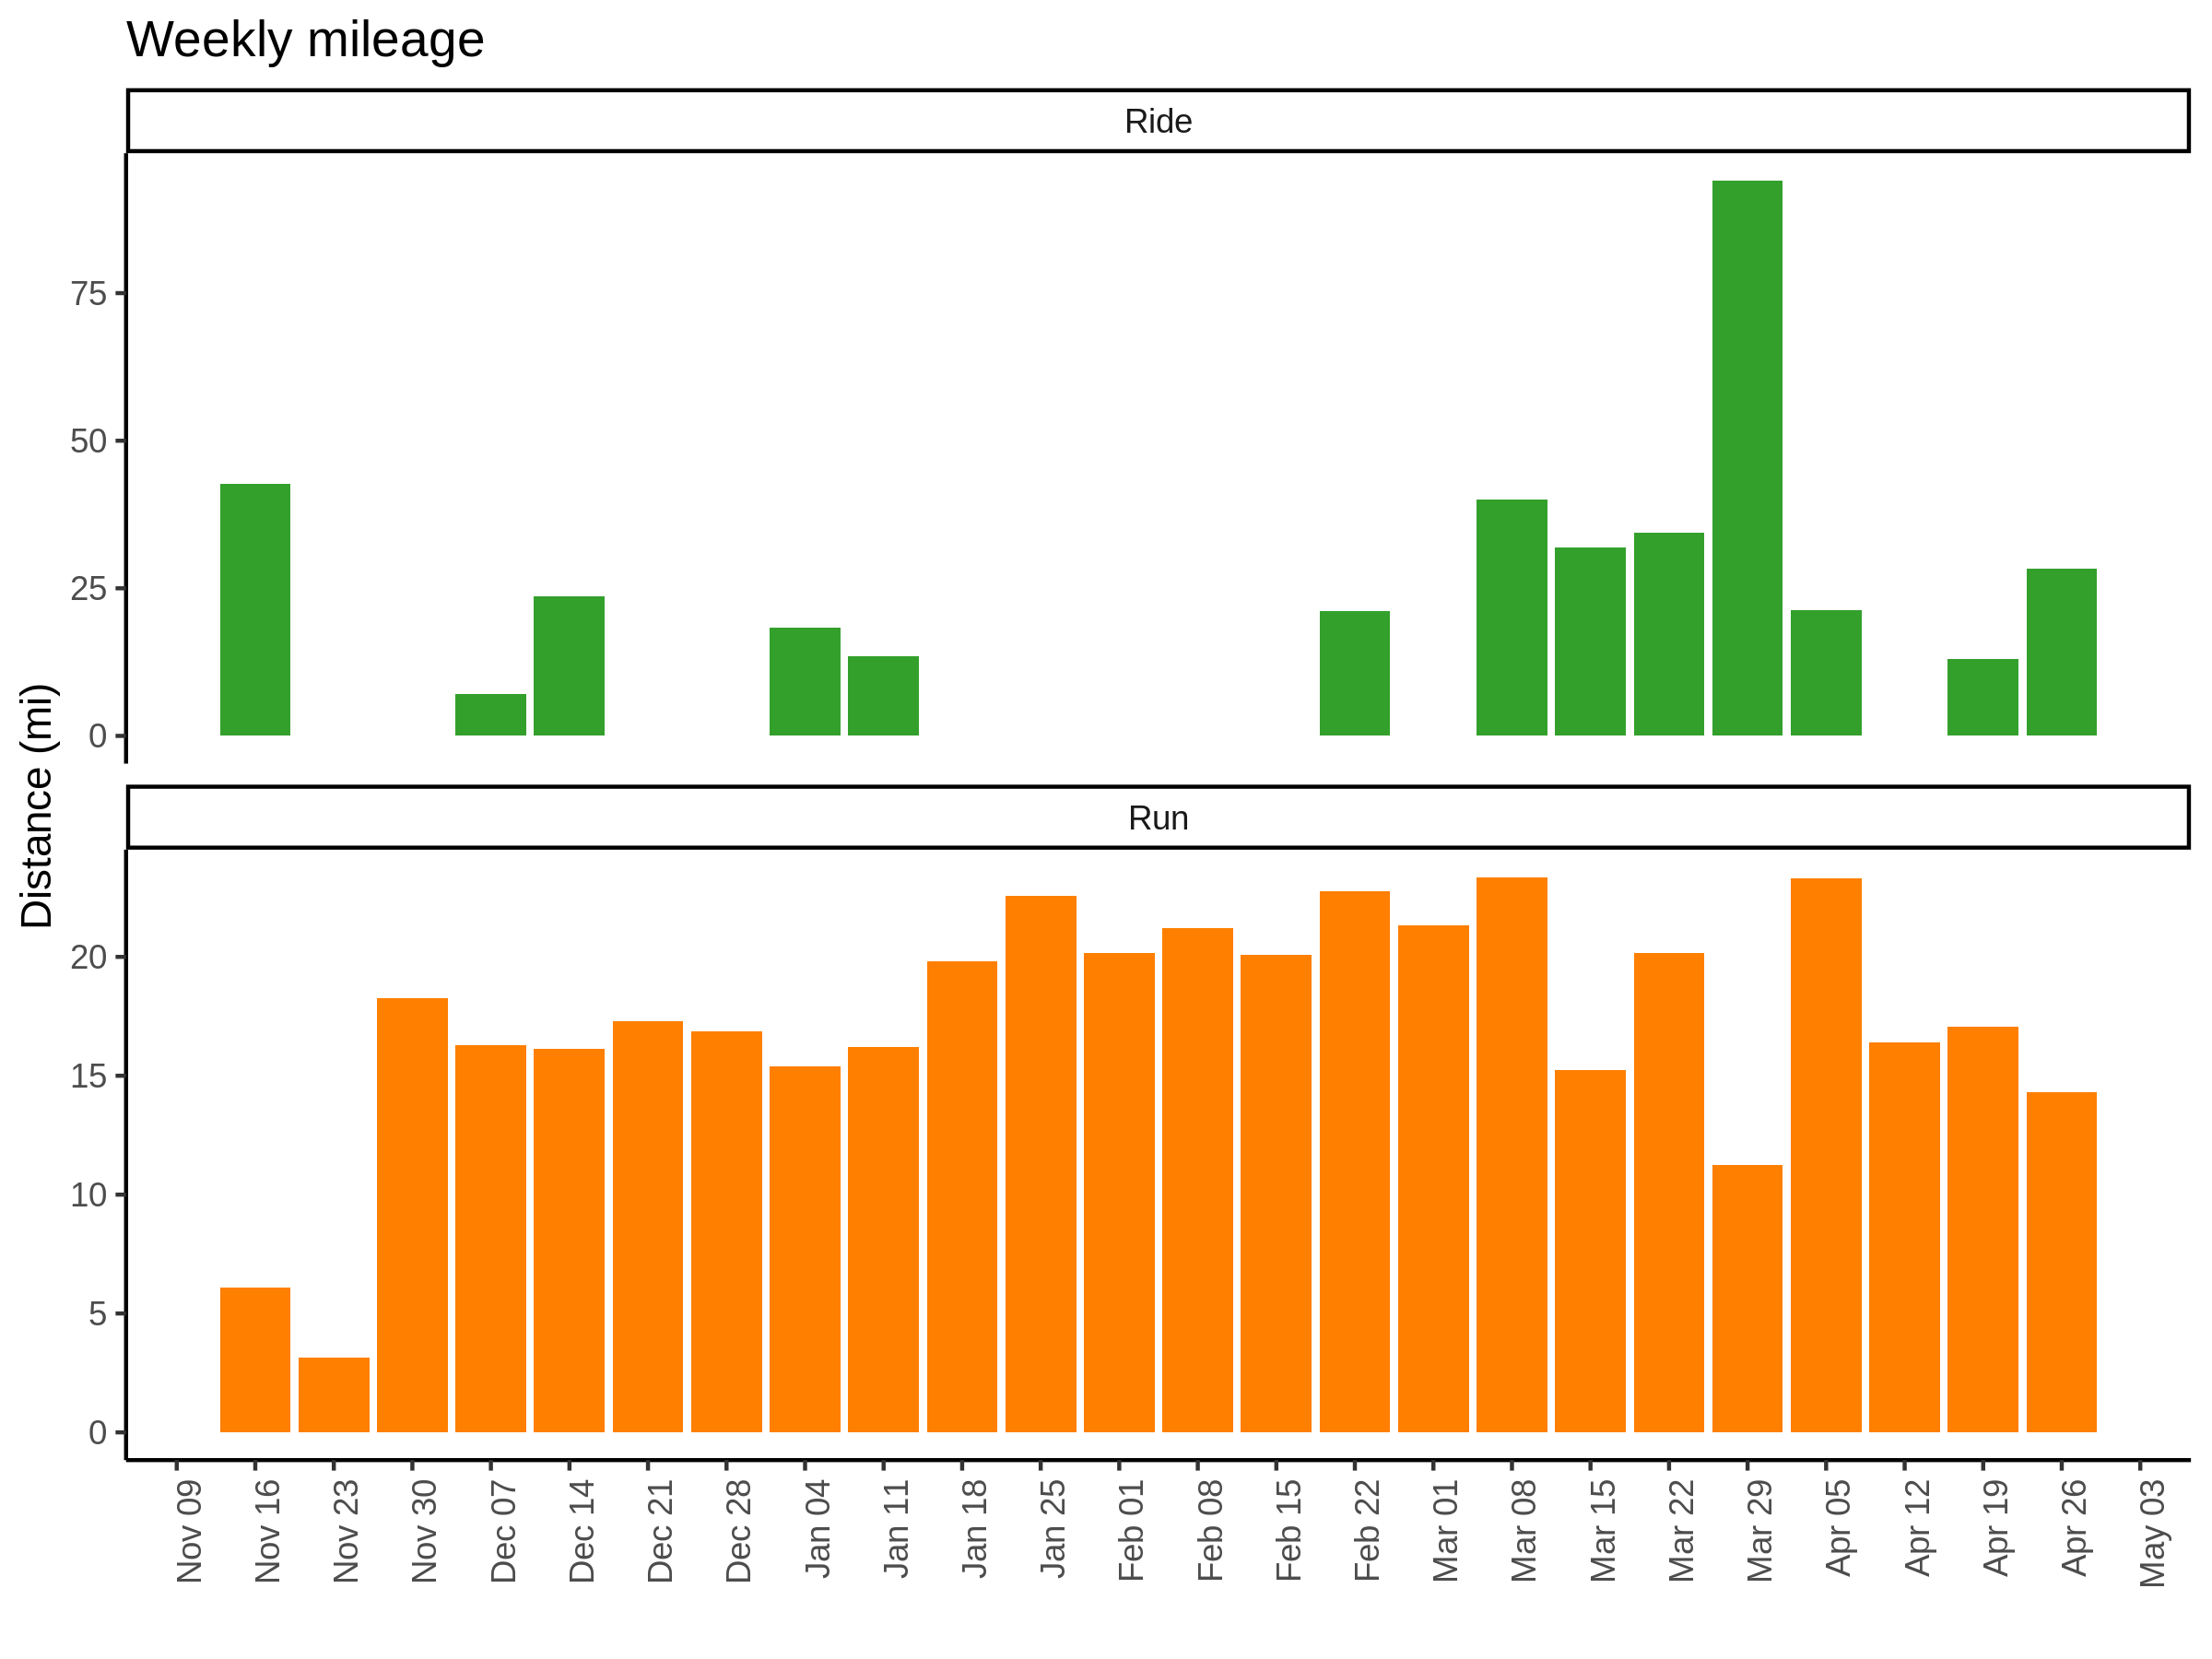 Weekly mileage
Ride
75
50
25
0
Distance (mi)
Run
20
15
10
5
0
Nov 09
Nov 16
Nov 23
Nov 30
Dec 07
Dec 14
Dec 21
Dec 28
Jan 04
Jan 11
Jan 18
Jan 25
Feb 01
Feb 08
Feb 15
Feb 22
Mar 01
Mar 08
Mar 15
Mar 22
Mar 29
Apr 05
Apr 12
Apr 19
Apr 26
May 03